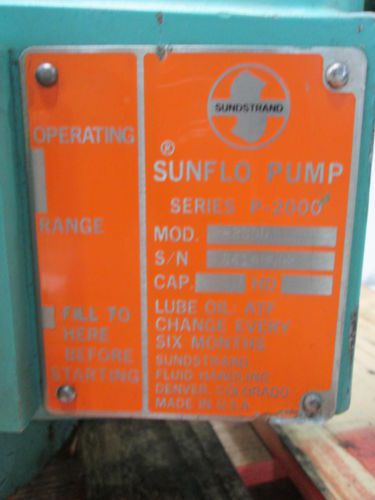 OPERATING
RANGE
FILL TO
HERE
BEFORE
STARTING
SUNDSTRAND
®
SUNFLO PUMP
SERIES P-2000
MOD.
S/N
CAP. HD
LUBE OIL: ATF
CHANGE EVERY
SIX MONTHS
SUNDSTRAND
FLUID HANDLING
DENVER, COLORADO
MADE IN U.S.A.